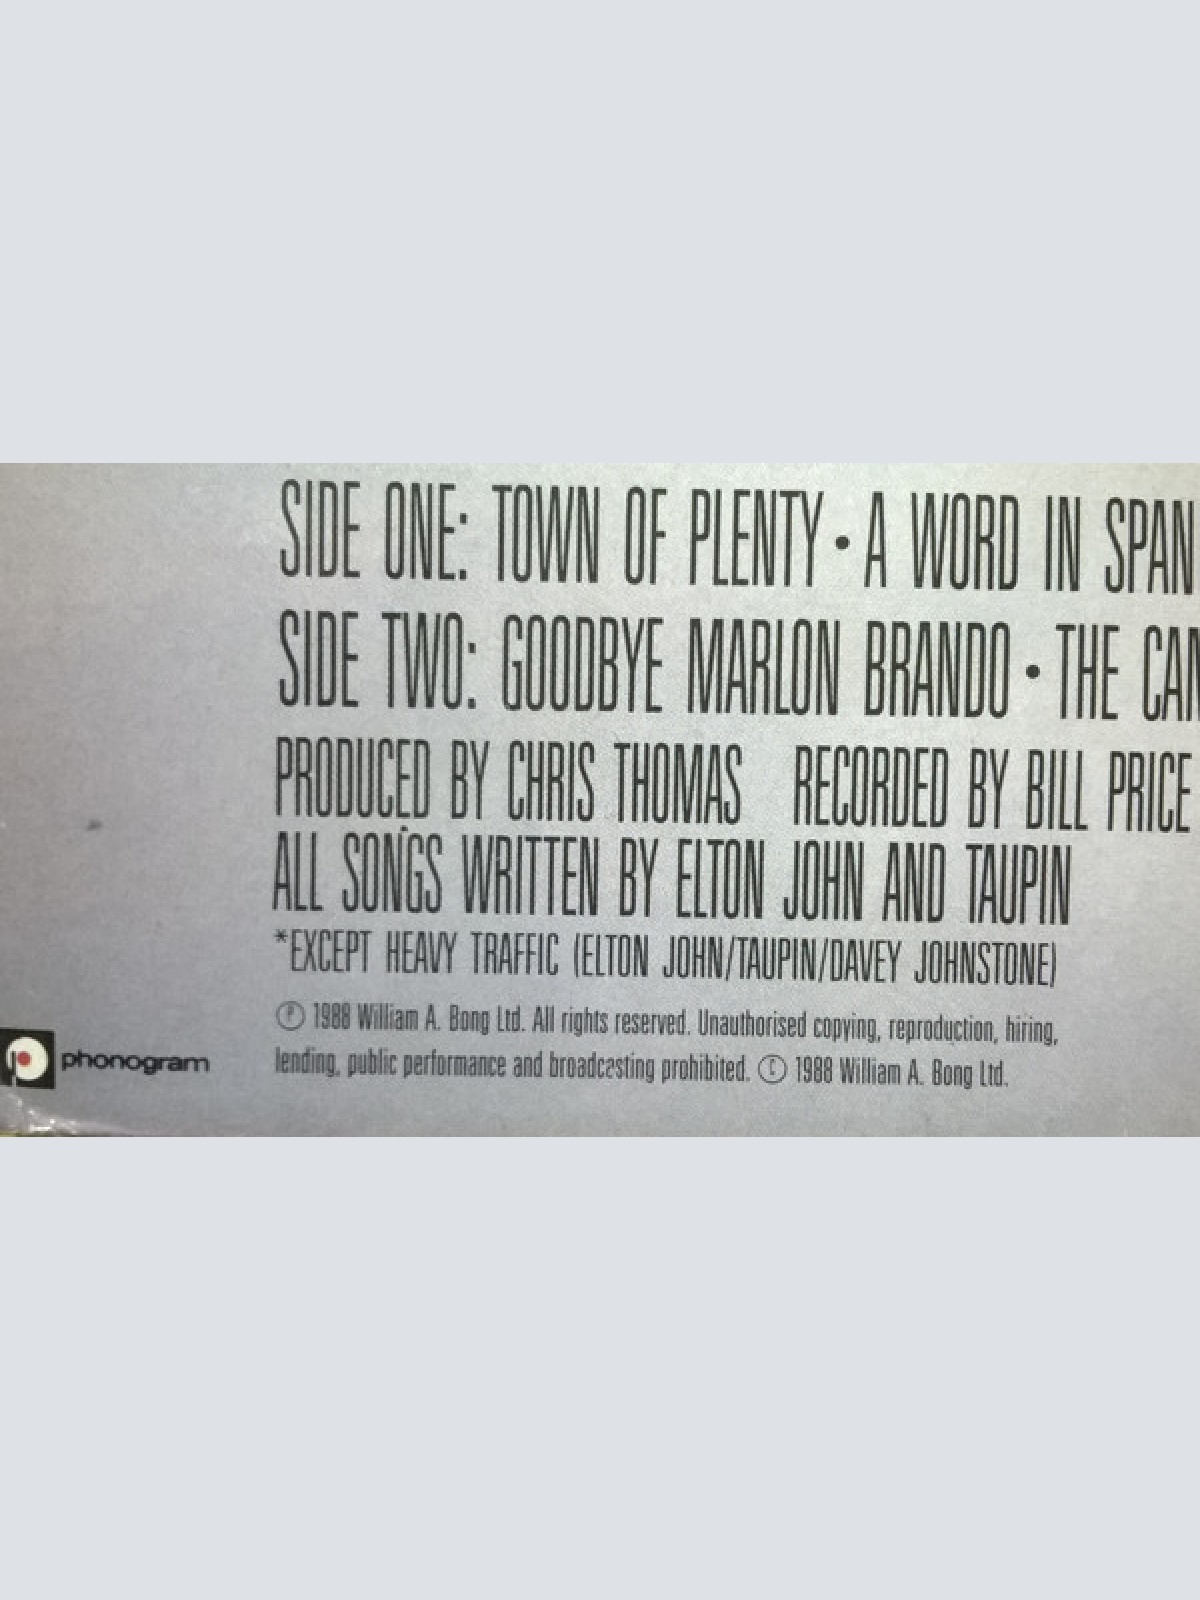 SIDE ONE: TOWN OF PLENTY • A WORD IN SPAN
SIDE TWO: GOODBYE MARLON BRANDO • THE CAN
PRODUCED BY CHRIS THOMAS RECORDED BY BILL PRICE
ALL SONGS WRITTEN BY ELTON JOHN AND TAUPIN
*EXCEPT HEAVY TRAFFIC (ELTON JOHN/TAUPIN/DAVEY JOHNSTONE)
Ⓟ 1988 William A. Bong Ltd. All rights reserved. Unauthorised copying, reproduction, hiring,
lending, public performance and broadcasting prohibited. © 1988 William A. Bong Ltd.
phonogram